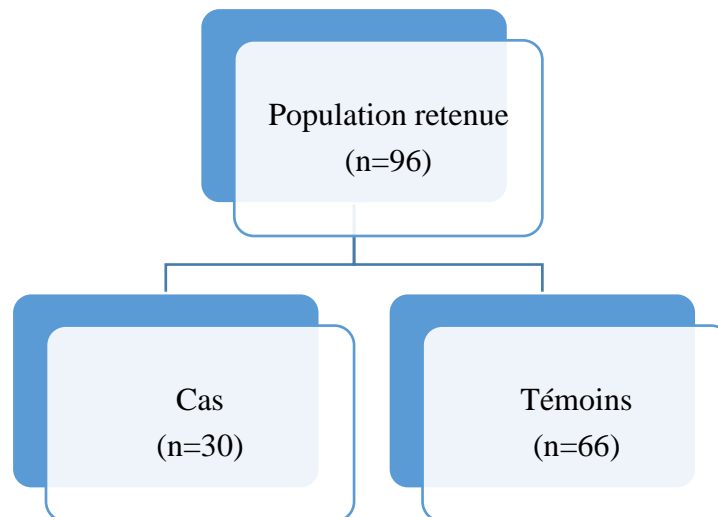 Population retenue
(n=96)
Cas
(n=30)
Témoins
(n=66)